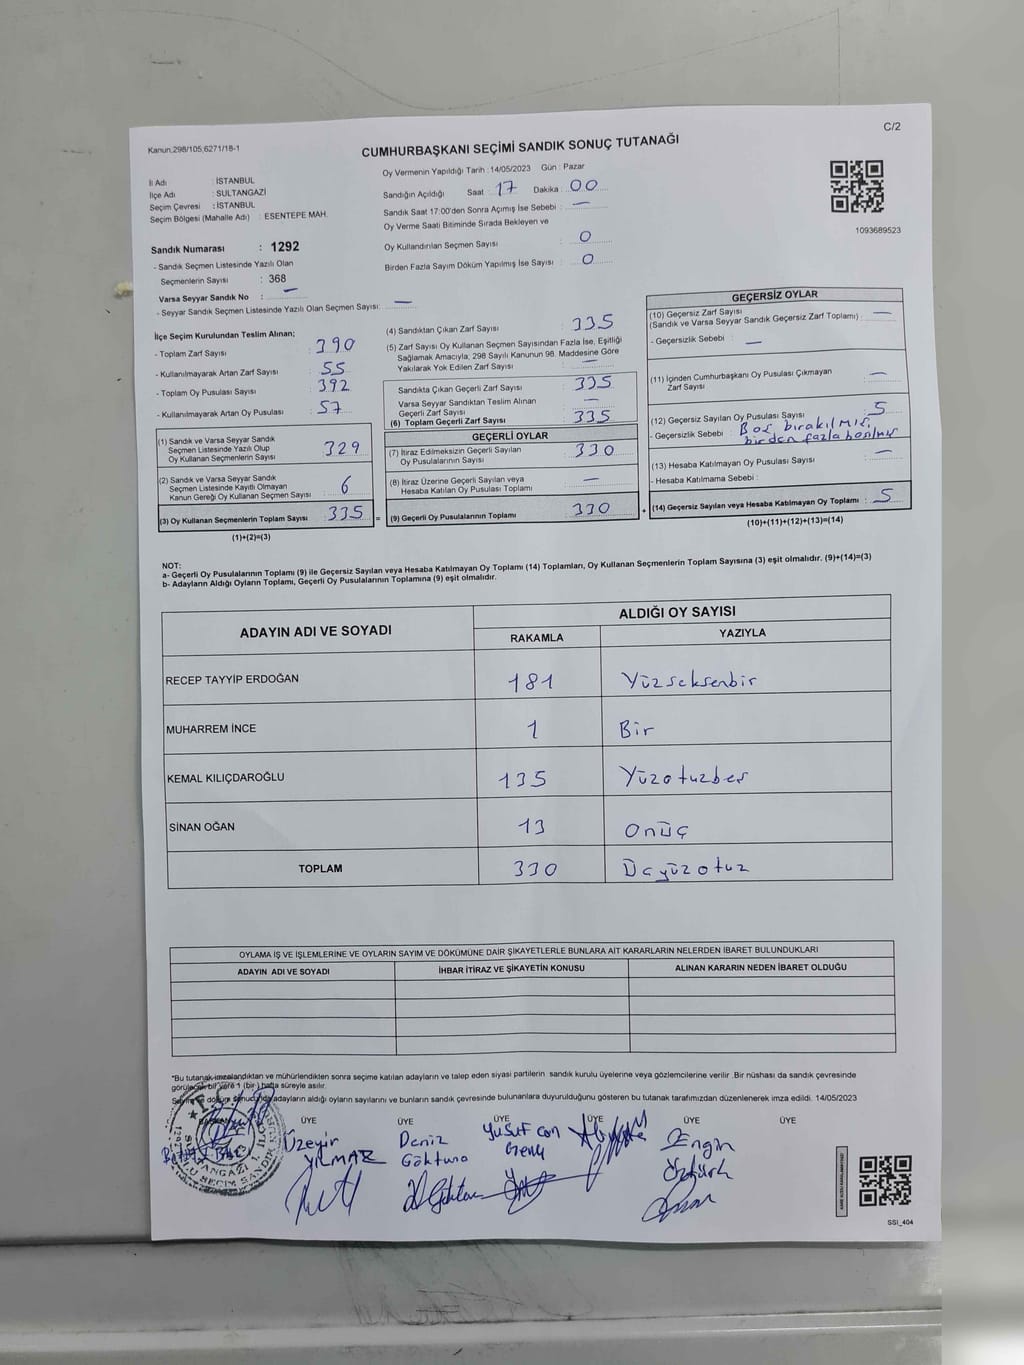 C/2
Kanun.298/105,6271/18-1
CUMHURBAŞKANI SEÇİMİ SANDIK SONUÇ TUTANAĞI
İl Adı : İSTANBUL
İlçe Adı : SULTANGAZİ
Seçim Çevresi : İSTANBUL
Seçim Bölgesi (Mahalle Adı) : ESENTEPE MAH.
Sandık Numarası : 1292
- Sandık Seçmen Listesinde Yazılı Olan
Seçmenlerin Sayısı : 368
Varsa Seyyar Sandık No : —
- Seyyar Sandık Seçmen Listesinde Yazılı Olan Seçmen Sayısı: —
Oy Vermenin Yapıldığı Tarih : 14/05/2023 Gün : Pazar
Sandığın Açıldığı Saat : 17 Dakika : 00
Sandık Saat 17:00'den Sonra Açımış İse Sebebi : —
Oy Verme Saati Bitiminde Sırada Bekleyen ve
Oy Kullandırılan Seçmen Sayısı : 0
Birden Fazla Sayım Döküm Yapılmış İse Sayısı : 0
1093689523
İlçe Seçim Kurulundan Teslim Alınan;
- Toplam Zarf Sayısı : 390
- Kullanılmayarak Artan Zarf Sayısı : 55
- Toplam Oy Pusulası Sayısı : 392
- Kullanılmayarak Artan Oy Pusulası : 57
(1) Sandık ve Varsa Seyyar Sandık
Seçmen Listesinde Yazılı Olup
Oy Kullanan Seçmenlerin Sayısı : 329
(2) Sandık ve Varsa Seyyar Sandık
Seçmen Listesinde Kayıtlı Olmayan
Kanun Gereği Oy Kullanan Seçmen Sayısı : 6
(3) Oy Kullanan Seçmenlerin Toplam Sayısı : 335
(1)+(2)=(3)
(4) Sandıktan Çıkan Zarf Sayısı : 335
(5) Zarf Sayısı Oy Kullanan Seçmen Sayısından Fazla İse, Eşitliği
Sağlamak Amacıyla, 298 Sayılı Kanunun 98. Maddesine Göre
Yakılarak Yok Edilen Zarf Sayısı : —
Sandıkta Çıkan Geçerli Zarf Sayısı : 335
Varsa Seyyar Sandıktan Teslim Alınan
Geçerli Zarf Sayısı : —
(6) Toplam Geçerli Zarf Sayısı : 335
GEÇERLİ OYLAR
(7) İtiraz Edilmeksizin Geçerli Sayılan
Oy Pusulalarının Sayısı : 330
(8) İtiraz Üzerine Geçerli Sayılan veya
Hesaba Katılan Oy Pusulası Toplamı : —
= (9) Geçerli Oy Pusulalarının Toplamı : 330
GEÇERSİZ OYLAR
(10) Geçersiz Zarf Sayısı
(Sandık ve Varsa Seyyar Sandık Geçersiz Zarf Toplamı) : —
- Geçersizlik Sebebi : —
(11) İçinden Cumhurbaşkanı Oy Pusulası Çıkmayan
Zarf Sayısı : —
(12) Geçersiz Sayılan Oy Pusulası Sayısı : 5
- Geçersizlik Sebebi : Boş bırakılmış,
birden fazla basılmış
(13) Hesaba Katılmayan Oy Pusulası Sayısı : —
- Hesaba Katılmama Sebebi :
+ (14) Geçersiz Sayılan veya Hesaba Katılmayan Oy Toplamı : 5
(10)+(11)+(12)+(13)=(14)
NOT:
a- Geçerli Oy Pusulalarının Toplamı (9) ile Geçersiz Sayılan veya Hesaba Katılmayan Oy Toplamı (14) Toplamları, Oy Kullanan Seçmenlerin Toplam Sayısına (3) eşit olmalıdır. (9)+(14)=(3)
b- Adayların Aldığı Oyların Toplamı, Geçerli Oy Pusulalarının Toplamına (9) eşit olmalıdır.
ADAYIN ADI VE SOYADI
ALDIĞI OY SAYISI
RAKAMLA YAZIYLA
RECEP TAYYİP ERDOĞAN 181 Yüzseksenbir
MUHARREM İNCE 1 Bir
KEMAL KILIÇDAROĞLU 135 Yüzotuzbeş
SİNAN OĞAN 13 onüç
TOPLAM 330 Üçyüzotuz
OYLAMA İŞ VE İŞLEMLERİNE VE OYLARIN SAYIM VE DÖKÜMÜNE DAİR ŞİKAYETLERLE BUNLARA AİT KARARLARIN NELERDEN İBARET BULUNDUKLARI
ADAYIN ADI VE SOYADI İHBAR İTİRAZ VE ŞİKAYETİN KONUSU ALINAN KARARIN NEDEN İBARET OLDUĞU
*Bu tutanak imzalandıktan ve mühürlendikten sonra seçime katılan adayların ve talep eden siyasi partilerin sandık kurulu üyelerine veya gözlemcilerine verilir .Bir nüshası da sandık çevresinde
görülecek bir yere 1 (bir ) hafta süreyle asılır.
adayların aldığı oyların sayılarını ve bunların sandık çevresinde bulunanlara duyurulduğunu gösteren bu tutanak tarafımızdan düzenlenerek imza edildi. 14/05/2023
ÜYE ÜYE ÜYE ÜYE ÜYE ÜYE
Üzeyir YILMAZ
Deniz Göktuna
Yusuf can
Engin Öztürk
SSI_404